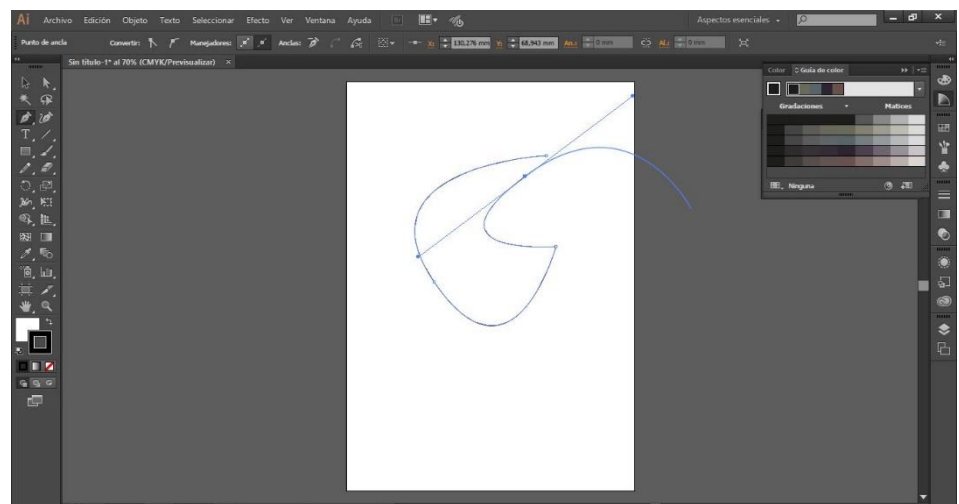 Ai Archivo Edición Objeto Texto Seleccionar Efecto Ver Ventana Ayuda Aspectos esenciales
Punto de ancla Convertir: Manejadores: Anclas: X: 130,276 mm Y: 68,943 mm An.: 0 mm Al.: 0 mm
Sin título-1* al 70% (CMYK/Previsualizar) ×
Color Guía de color
Gradaciones Matices
Ninguna